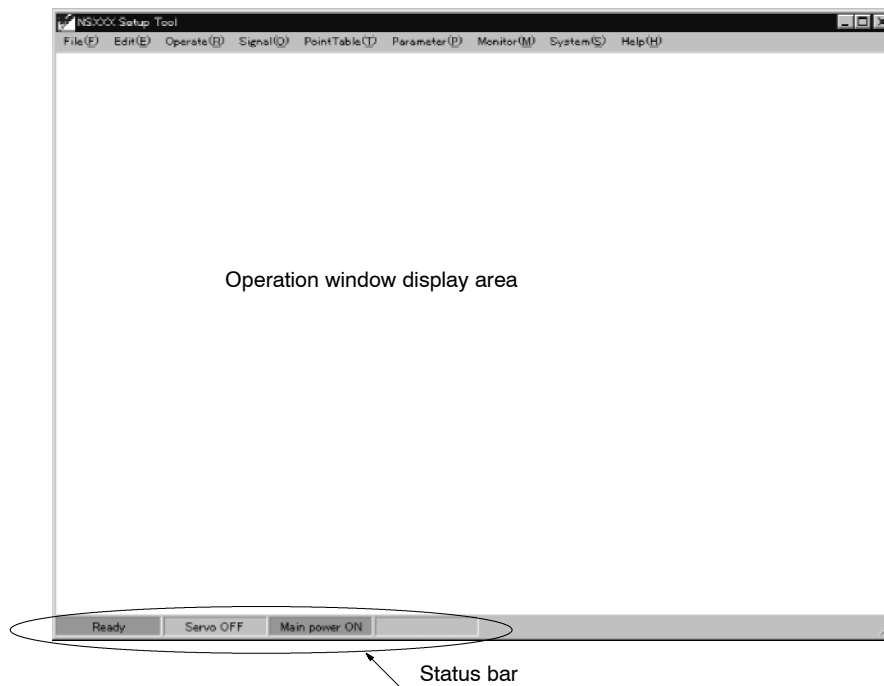 NSXXX Setup Tool
File(F) Edit(E) Operate(R) Signal(O) PointTable(T) Parameter(P) Monitor(M) System(S) Help(H)
Operation window display area
Ready Servo OFF Main power ON
Status bar